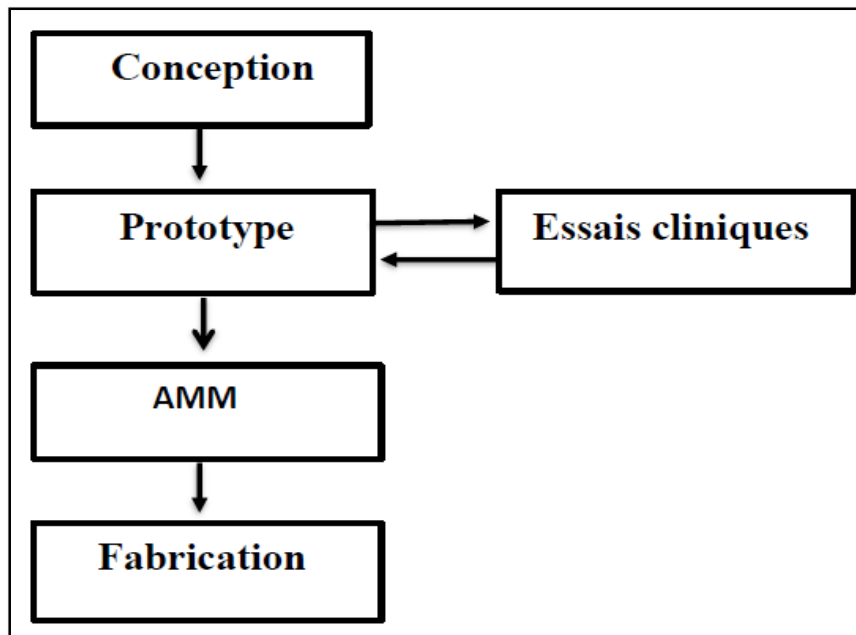 Conception
Prototype
Essais cliniques
AMM
Fabrication